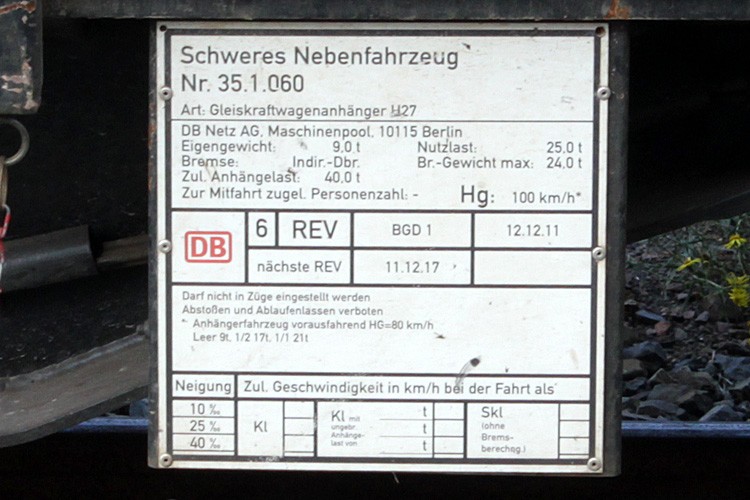 Schweres Nebenfahrzeug
Nr. 35.1.060
Art: Gleiskraftwagenanhänger H27
DB Netz AG, Maschinenpool, 10115 Berlin
Eigengewicht: 9,0 t Nutzlast: 25,0 t
Bremse: Indir.-Dbr. Br.-Gewicht max: 24,0 t
Zul. Anhängelast: 40,0 t
Zur Mitfahrt zugel. Personenzahl: - Hg: 100 km/h*
DB 6 REV BGD 1 12.12.11
nächste REV 11.12.17
Darf nicht in Züge eingestellt werden
Abstoßen und Ablaufenlassen verboten
Anhängerfahrzeug vorausfahrend HG=80 km/h
Leer 9t, 1/2 17t, 1/1 21t
Neigung Zul. Geschwindigkeit in km/h bei der Fahrt als
10 ‰
25 ‰
40 ‰
Kl
Kl mit t
ungebr. t
Anhänge-
last von t
Skl
(ohne
Brems-
berechng.)